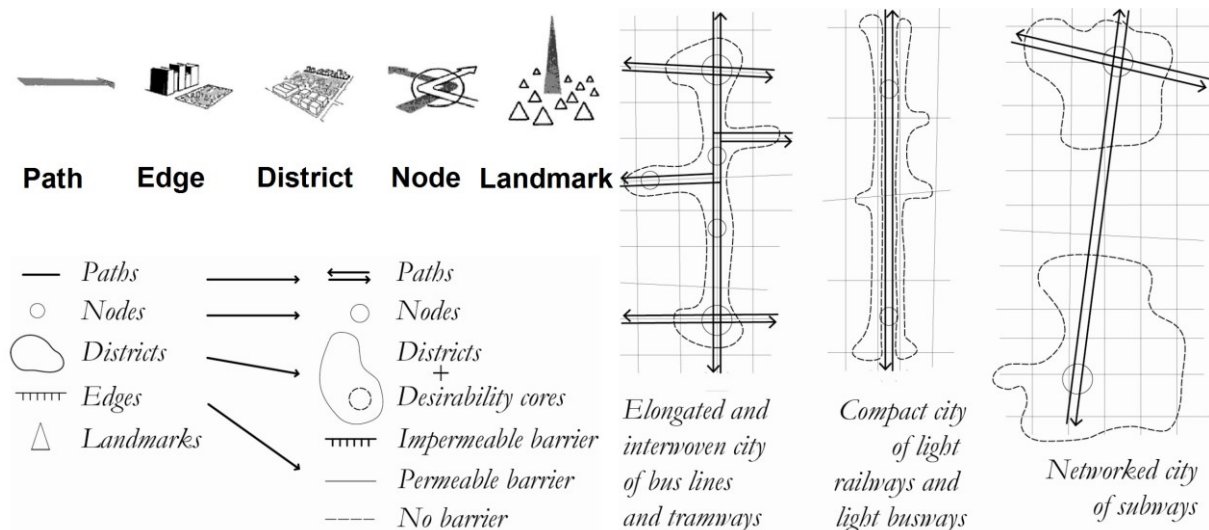 Path
Edge
District
Node
Landmark
Paths
Nodes
Districts
Edges
Landmarks
Paths
Nodes
Districts
+
Desirability cores
Impermeable barrier
Permeable barrier
No barrier
Elongated and
interwoven city
of bus lines
and tramways
Compact city
of light
railways and
light busways
Networked city
of subways